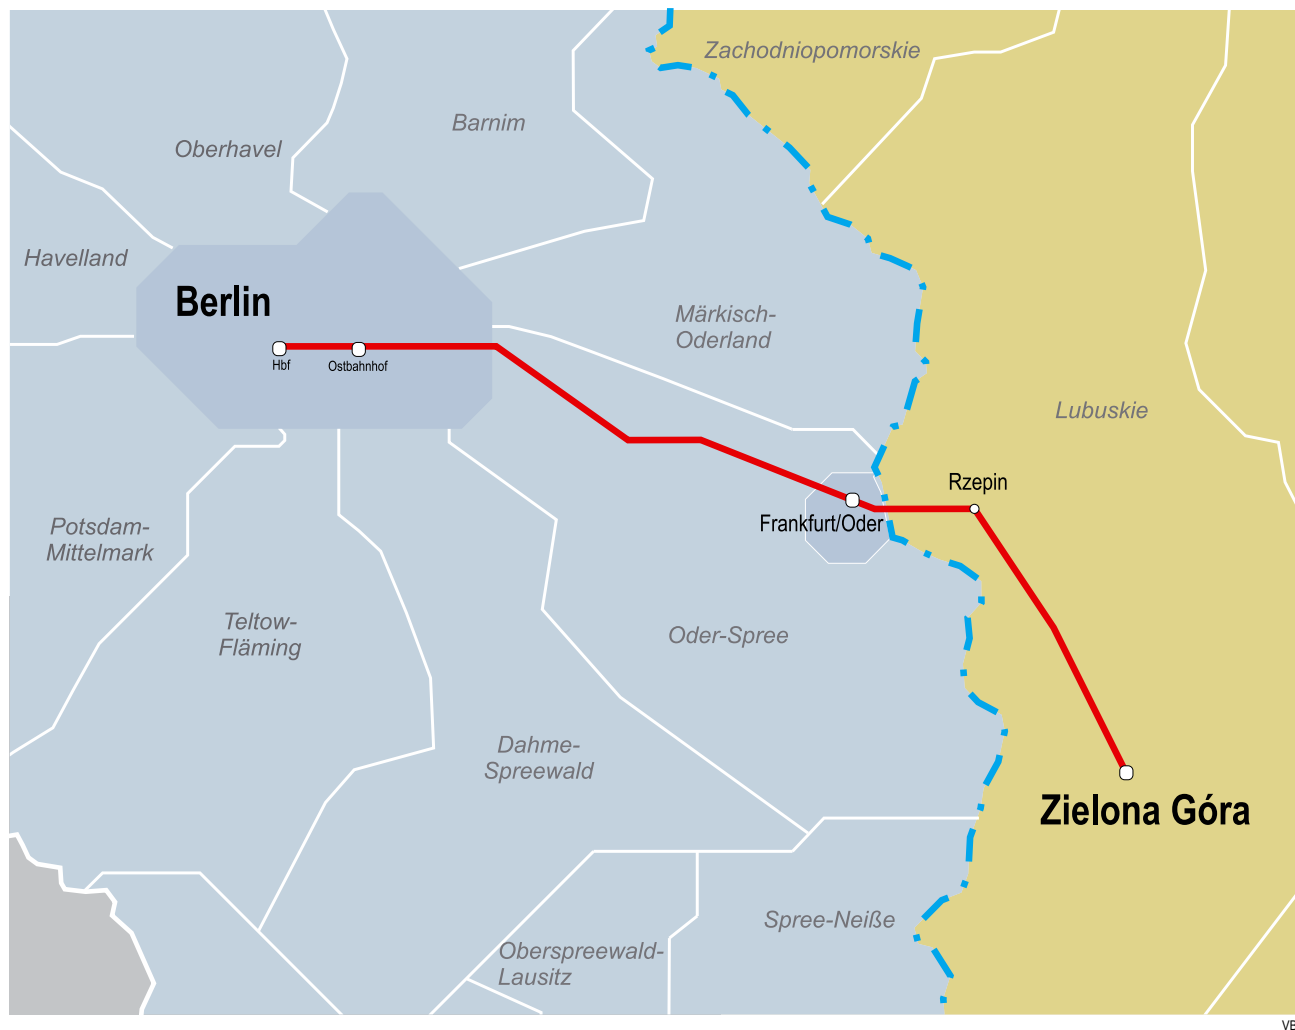 Zachodniopomorskie
Barnim
Oberhavel
Havelland
Berlin
Märkisch-
Oderland
Hbf
Ostbahnhof
Lubuskie
Rzepin
Frankfurt/Oder
Potsdam-
Mittelmark
Teltow-
Fläming
Oder-Spree
Dahme-
Spreewald
Zielona Góra
Spree-Neiße
Oberspreewald-
Lausitz